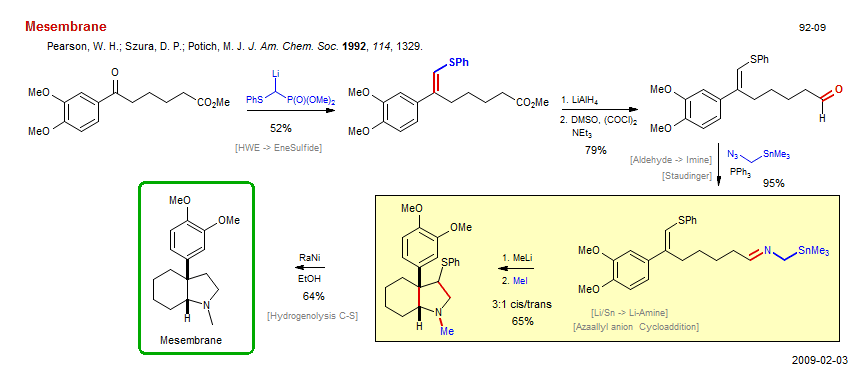 Mesembrane
92-09
Pearson, W. H.; Szura, D. P.; Potich, M. J. J. Am. Chem. Soc. 1992, 114, 1329.
O
MeO
MeO
CO2Me
Li
PhS
P(O)(OMe)2
52%
[HWE -> EneSulfide]
SPh
MeO
MeO
CO2Me
1. LiAlH4
2. DMSO, (COCl)2
NEt3
79%
SPh
MeO
MeO
O
H
[Aldehyde -> Imine]
[Staudinger]
N3
SnMe3
PPh3
95%
SPh
MeO
MeO
N
SnMe3
[Li/Sn -> Li-Amine]
[Azaallyl anion Cycloaddition]
1. MeLi
2. MeI
3:1 cis/trans
65%
MeO
OMe
SPh
H
N
Me
RaNi
EtOH
64%
[Hydrogenolysis C-S]
MeO
OMe
N
H
Mesembrane
2009-02-03